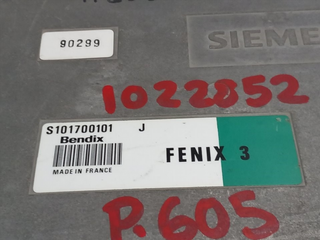 90299
SIEME
1022852
S101700101 J
Bendix
FENIX 3
MADE IN FRANCE
P.605